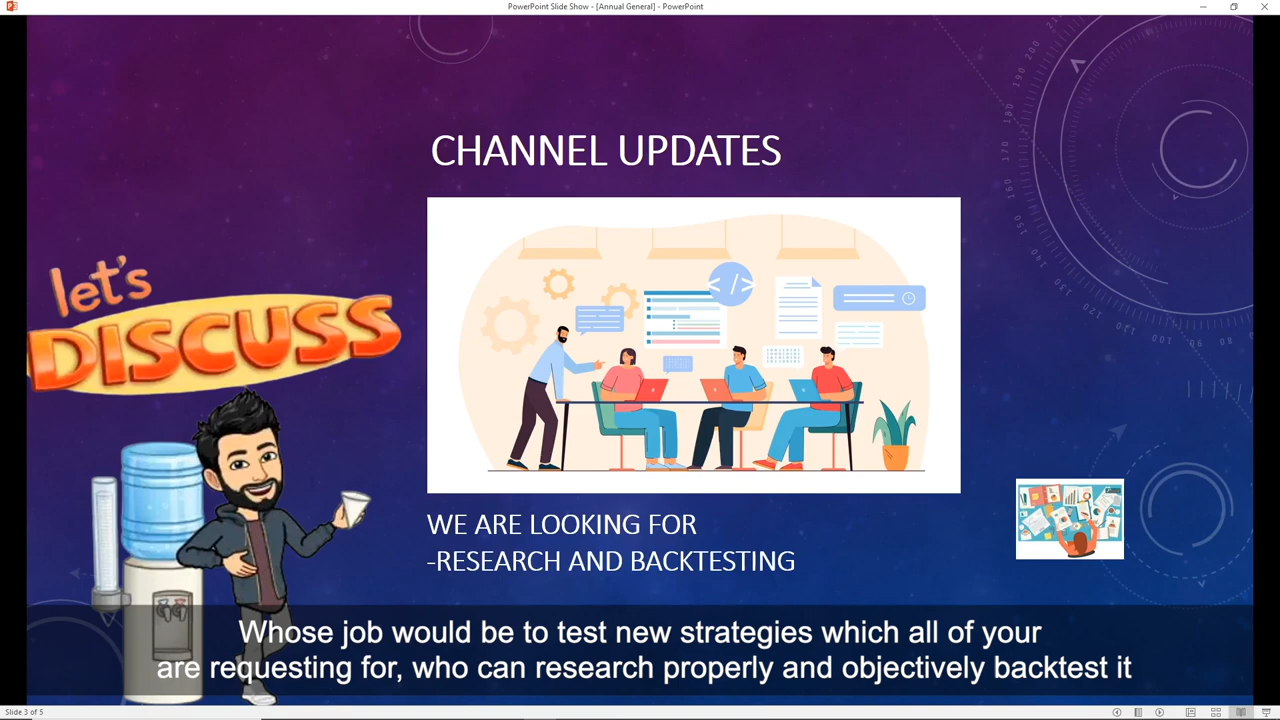 PowerPoint Slide Show - [Annual General] - PowerPoint
CHANNEL UPDATES
let's
DISCUSS
</>
WE ARE LOOKING FOR
-RESEARCH AND BACKTESTING
Whose job would be to test new strategies which all of your
are requesting for, who can research properly and objectively backtest it
Slide 3 of 5